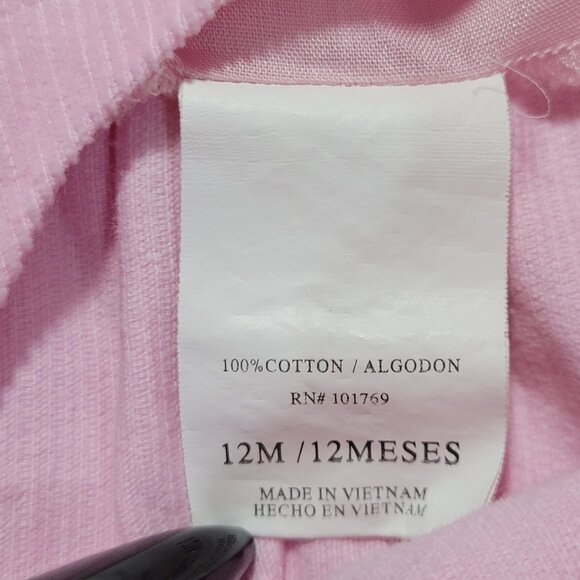 100%COTTON / ALGODON
RN# 101769
12M / 12MESES
MADE IN VIETNAM
HECHO EN VIETNAM